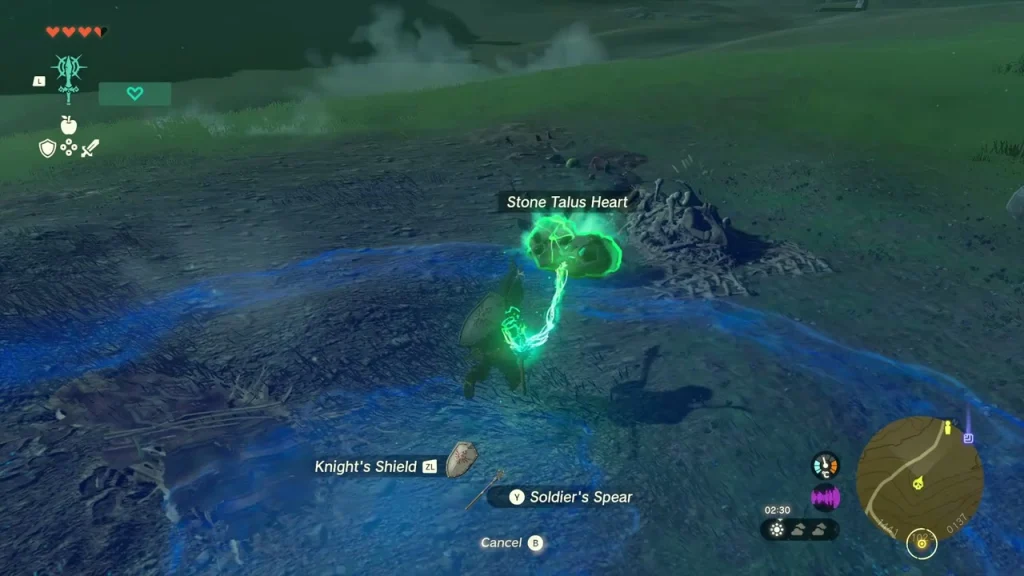 L
Stone Talus Heart
Knight's Shield ZL
Y Soldier's Spear
Cancel B
02:30
0137